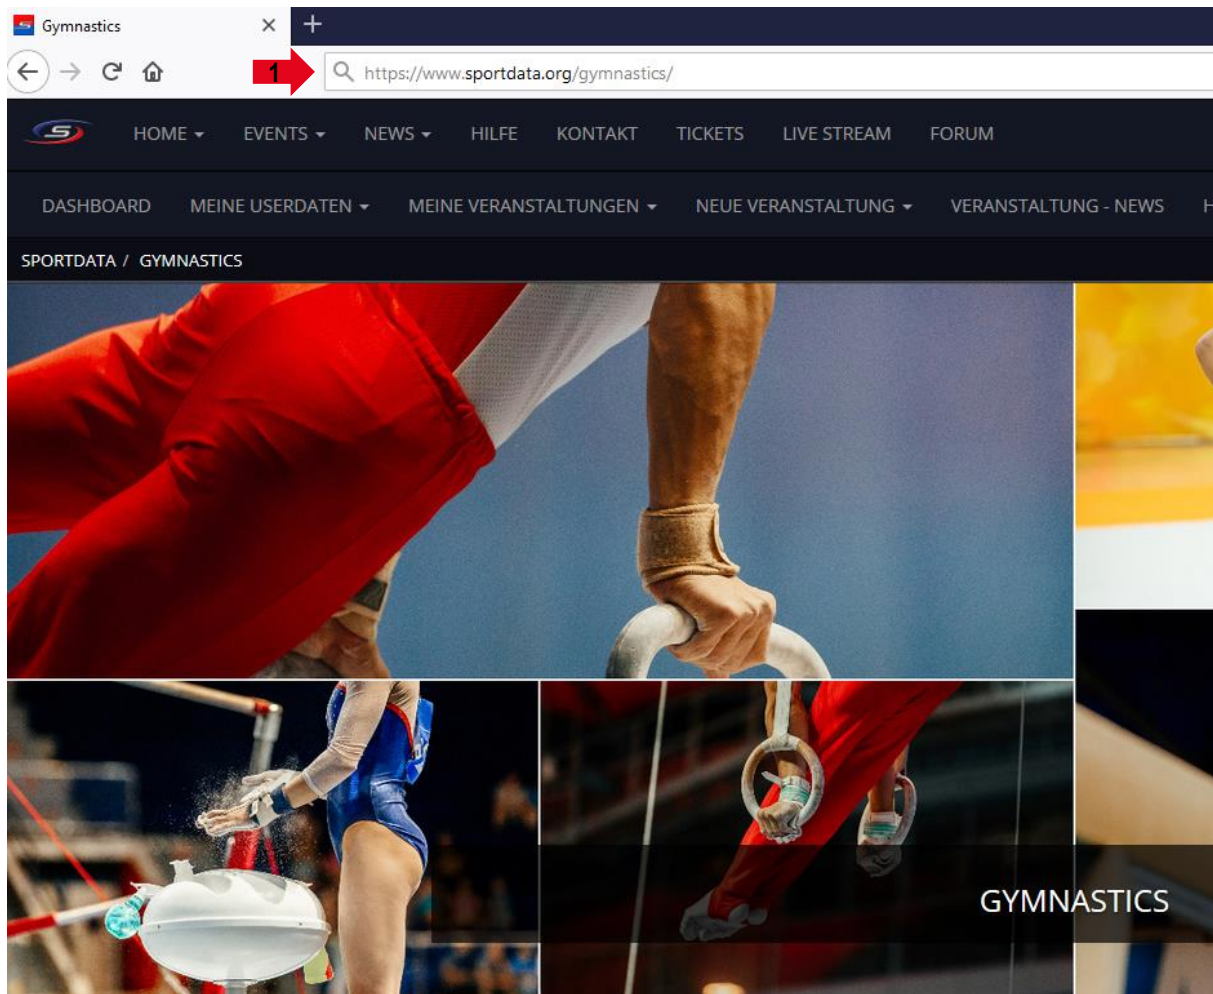 Gymnastics
1
https://www.sportdata.org/gymnastics/
HOME EVENTS NEWS HILFE KONTAKT TICKETS LIVE STREAM FORUM
DASHBOARD MEINE USERDATEN MEINE VERANSTALTUNGEN NEUE VERANSTALTUNG VERANSTALTUNG - NEWS H
SPORTDATA / GYMNASTICS
GYMNASTICS